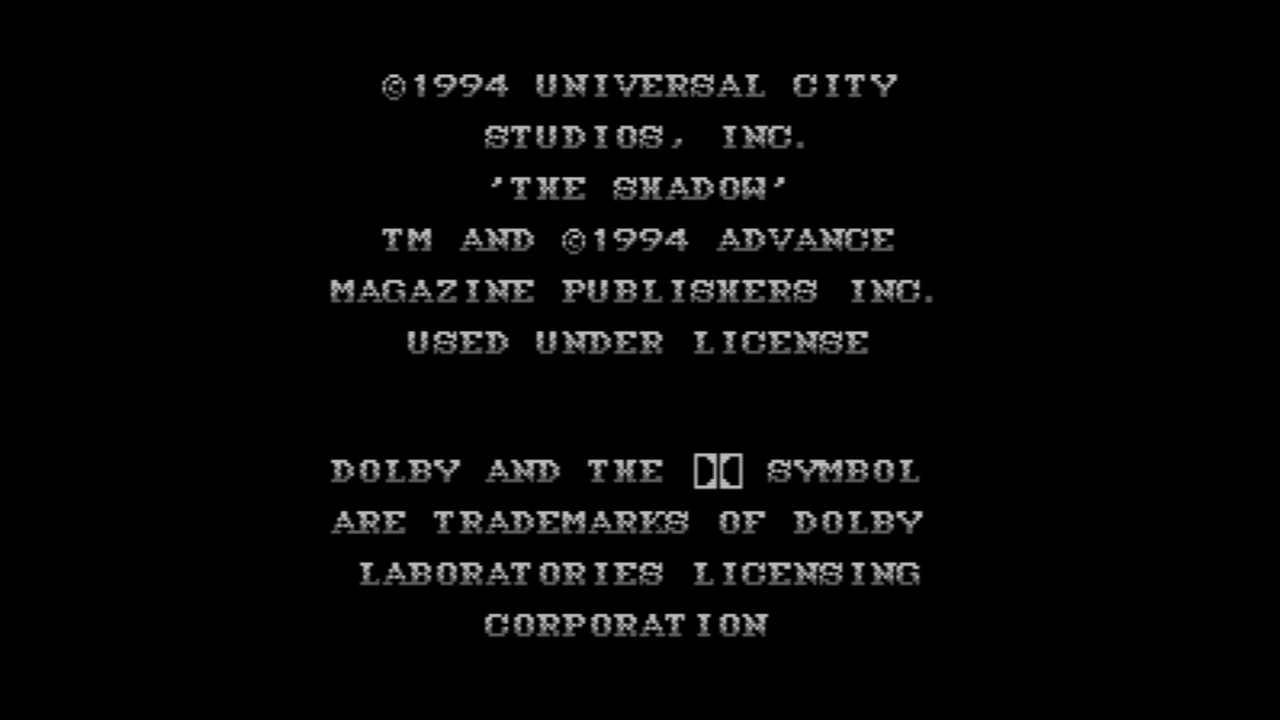 ©1994 UNIVERSAL CITY
STUDIOS, INC.
'THE SHADOW'
TM AND ©1994 ADVANCE
MAGAZINE PUBLISHERS INC.
USED UNDER LICENSE
DOLBY AND THE SYMBOL
ARE TRADEMARKS OF DOLBY
LABORATORIES LICENSING
CORPORATION